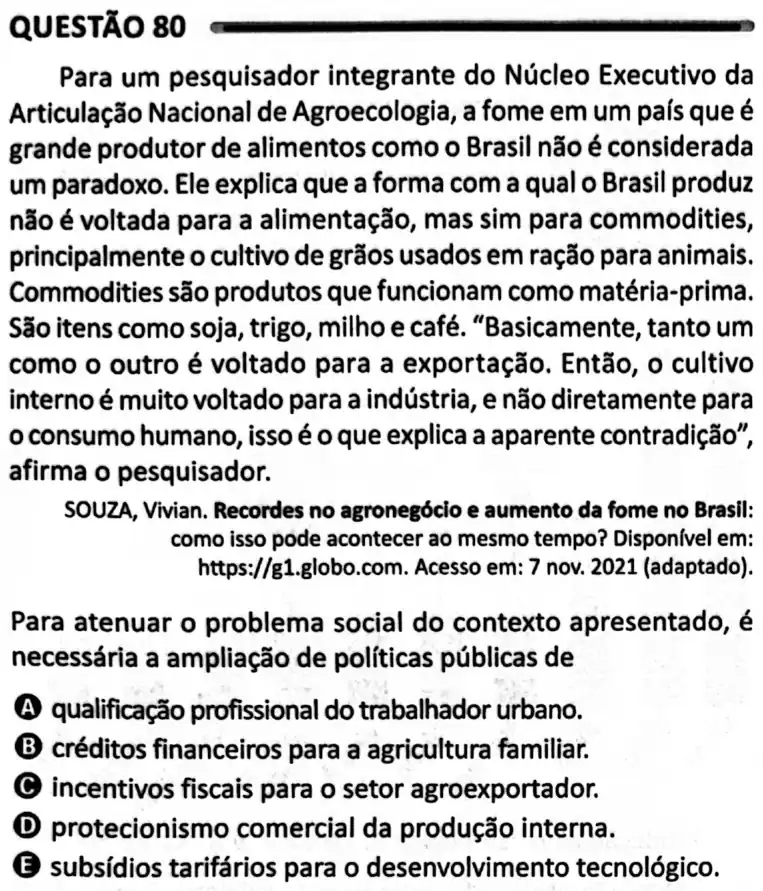 QUESTÃO 80
Para um pesquisador integrante do Núcleo Executivo da
Articulação Nacional de Agroecologia, a fome em um país que é
grande produtor de alimentos como o Brasil não é considerada
um paradoxo. Ele explica que a forma com a qual o Brasil produz
não é voltada para a alimentação, mas sim para commodities,
principalmente o cultivo de grãos usados em ração para animais.
Commodities são produtos que funcionam como matéria-prima.
São itens como soja, trigo, milho e café. "Basicamente, tanto um
como o outro é voltado para a exportação. Então, o cultivo
interno é muito voltado para a indústria, e não diretamente para
o consumo humano, isso é o que explica a aparente contradição",
afirma o pesquisador.
SOUZA, Vivian. Recordes no agronegócio e aumento da fome no Brasil:
como isso pode acontecer ao mesmo tempo? Disponível em:
https://g1.globo.com. Acesso em: 7 nov. 2021 (adaptado).
Para atenuar o problema social do contexto apresentado, é
necessária a ampliação de políticas públicas de
A qualificação profissional do trabalhador urbano.
B créditos financeiros para a agricultura familiar.
C incentivos fiscais para o setor agroexportador.
D protecionismo comercial da produção interna.
E subsídios tarifários para o desenvolvimento tecnológico.